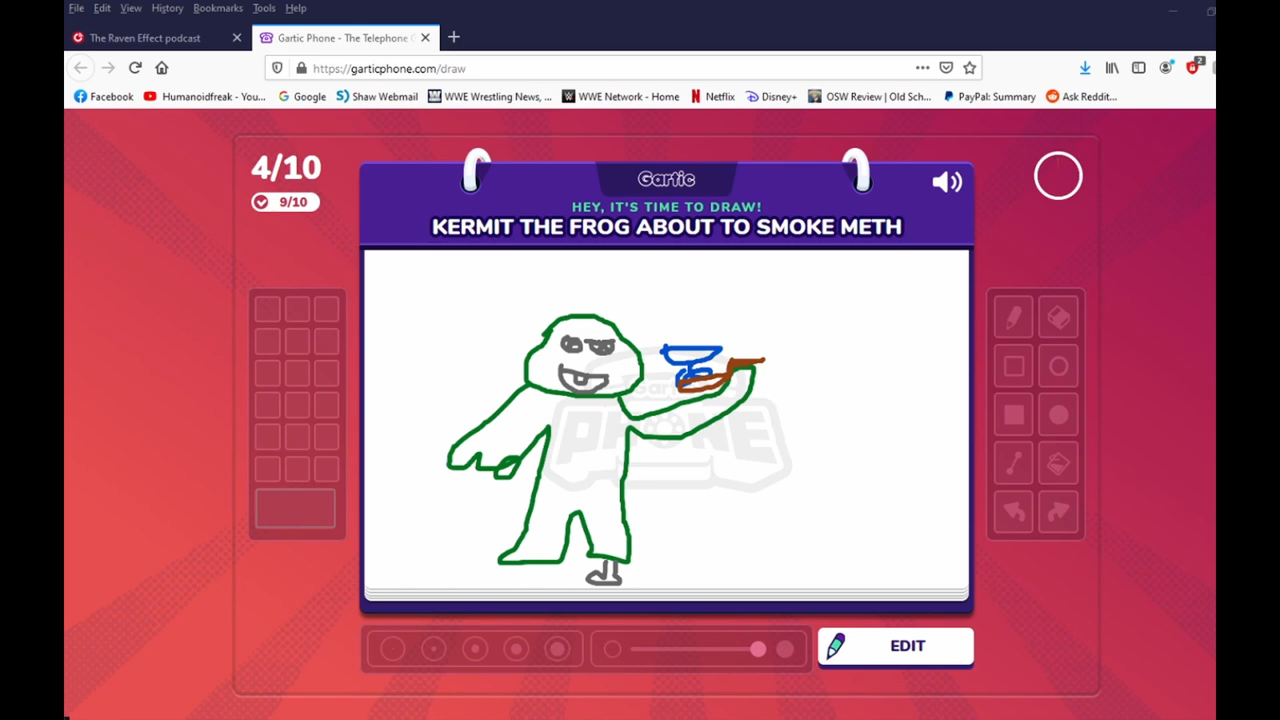 File Edit View History Bookmarks Tools Help
The Raven Effect podcast Gartic Phone - The Telephone G
https://garticphone.com/draw
Facebook Humanoidfreak - You... Google Shaw Webmail WWE Wrestling News, ... WWE Network - Home Netflix Disney+ OSW Review | Old Sch... PayPal: Summary Ask Reddit...
2
4/10
9/10
Gartic
HEY, IT'S TIME TO DRAW!
KERMIT THE FROG ABOUT TO SMOKE METH
Gartic
PHONE
EDIT